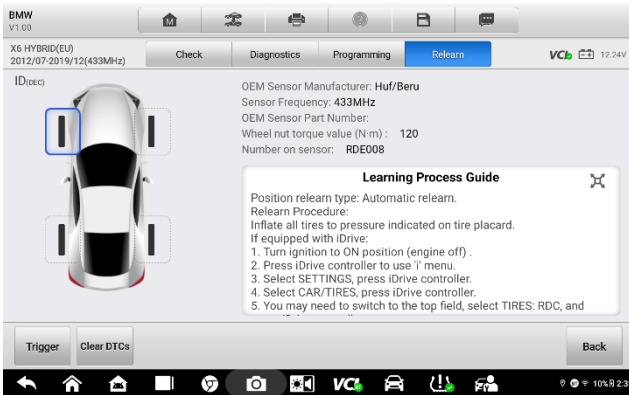 BMW
V1.00
M
X6 HYBRID(EU)
2012/07-2019/12(433MHz)
Check
Diagnostics
Programming
Relearn
VCI
12.24V
ID(DEC)
OEM Sensor Manufacturer: Huf/Beru
Sensor Frequency: 433MHz
OEM Sensor Part Number:
Wheel nut torque value (N·m) : 120
Number on sensor: RDE008
Learning Process Guide
Position relearn type: Automatic relearn.
Relearn Procedure:
Inflate all tires to pressure indicated on tire placard.
If equipped with iDrive:
1. Turn ignition to ON position (engine off) .
2. Press iDrive controller to use 'i' menu.
3. Select SETTINGS, press iDrive controller.
4. Select CAR/TIRES, press iDrive controller.
5. You may need to switch to the top field, select TIRES: RDC, and
Trigger
Clear DTCs
Back
VCI
10%
2:3